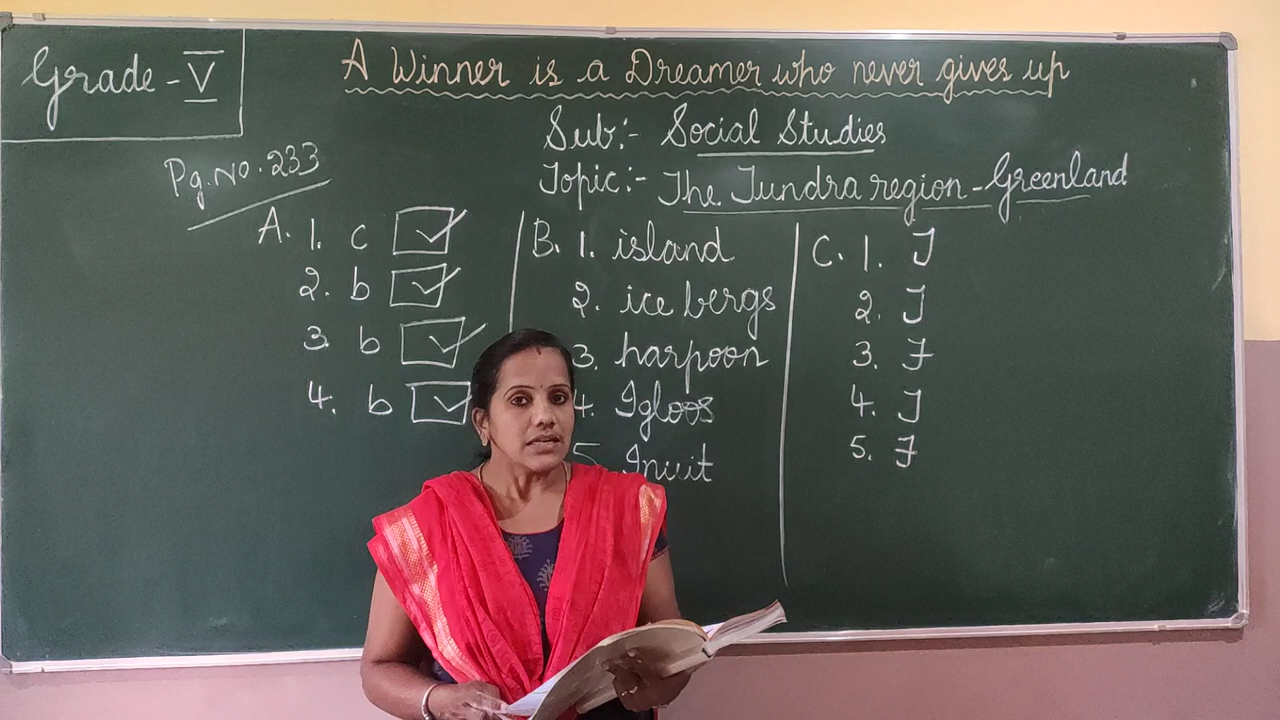 Grade - V
A Winner is a Dreamer who never gives up
Sub:- Social Studies
Topic:- The Tundra region - Greenland
Pg. No. 233
A. 1. c
2. b
3. b
4. b
B. 1. island
2. ice bergs
3. harpoon
4. Igloos
5. Inuit
C. 1. T
2. T
3. F
4. T
5. F